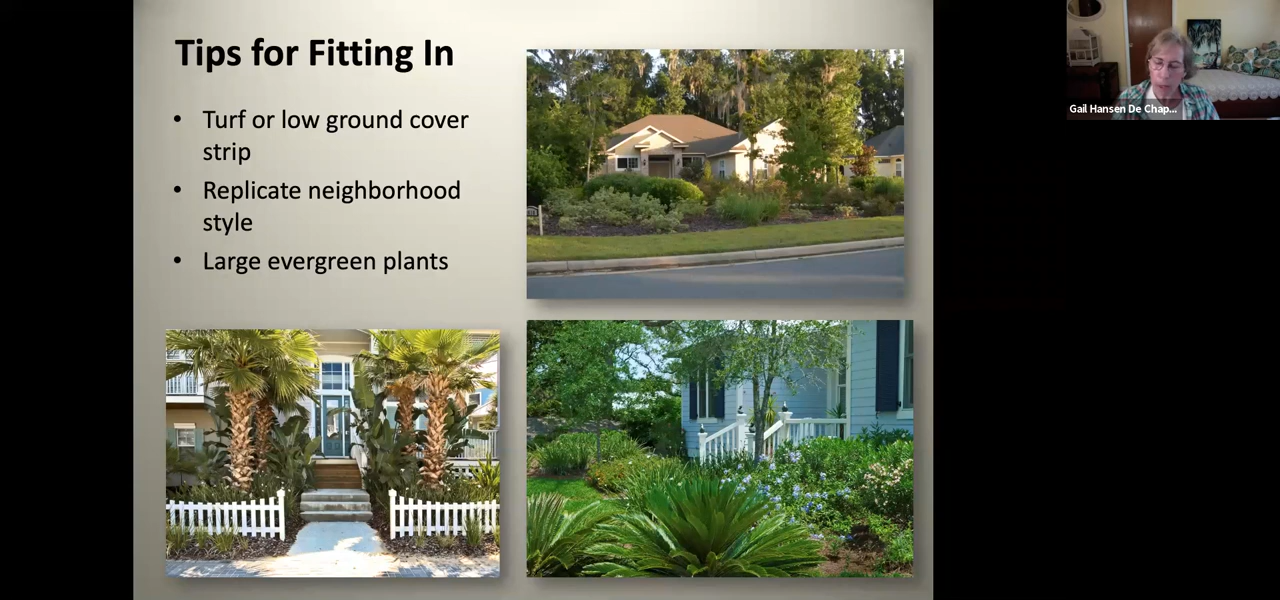 Tips for Fitting In
• Turf or low ground cover
strip
• Replicate neighborhood
style
• Large evergreen plants
Gail Hansen De Chap...